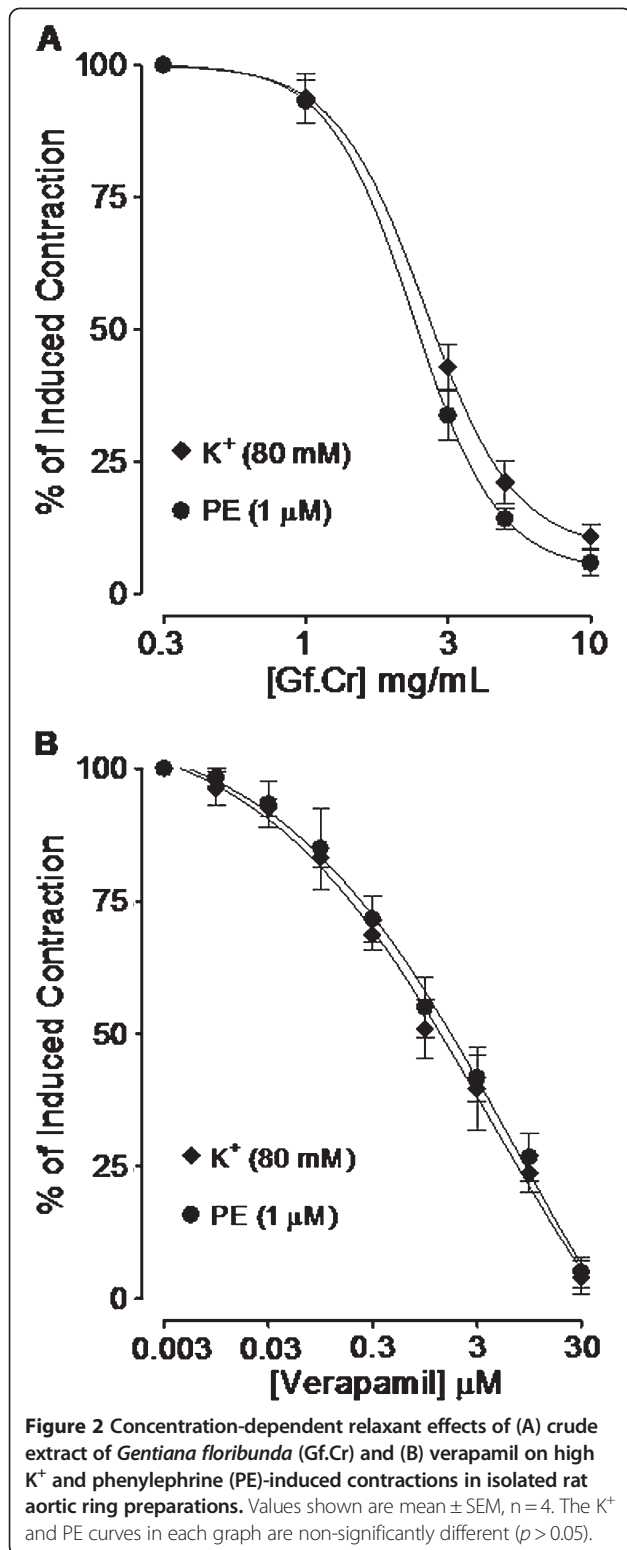 A
100
75
50
25
0
% of Induced Contraction
◆ K⁺ (80 mM)
● PE (1 μM)
0.3 1 3 10
[Gf.Cr] mg/mL
B
100
75
50
25
0
% of Induced Contraction
◆ K⁺ (80 mM)
● PE (1 μM)
0.003 0.03 0.3 3 30
[Verapamil] μM
Figure 2 Concentration-dependent relaxant effects of (A) crude
extract of Gentiana floribunda (Gf.Cr) and (B) verapamil on high
K⁺ and phenylephrine (PE)-induced contractions in isolated rat
aortic ring preparations. Values shown are mean ± SEM, n = 4. The K⁺
and PE curves in each graph are non-significantly different (p > 0.05).